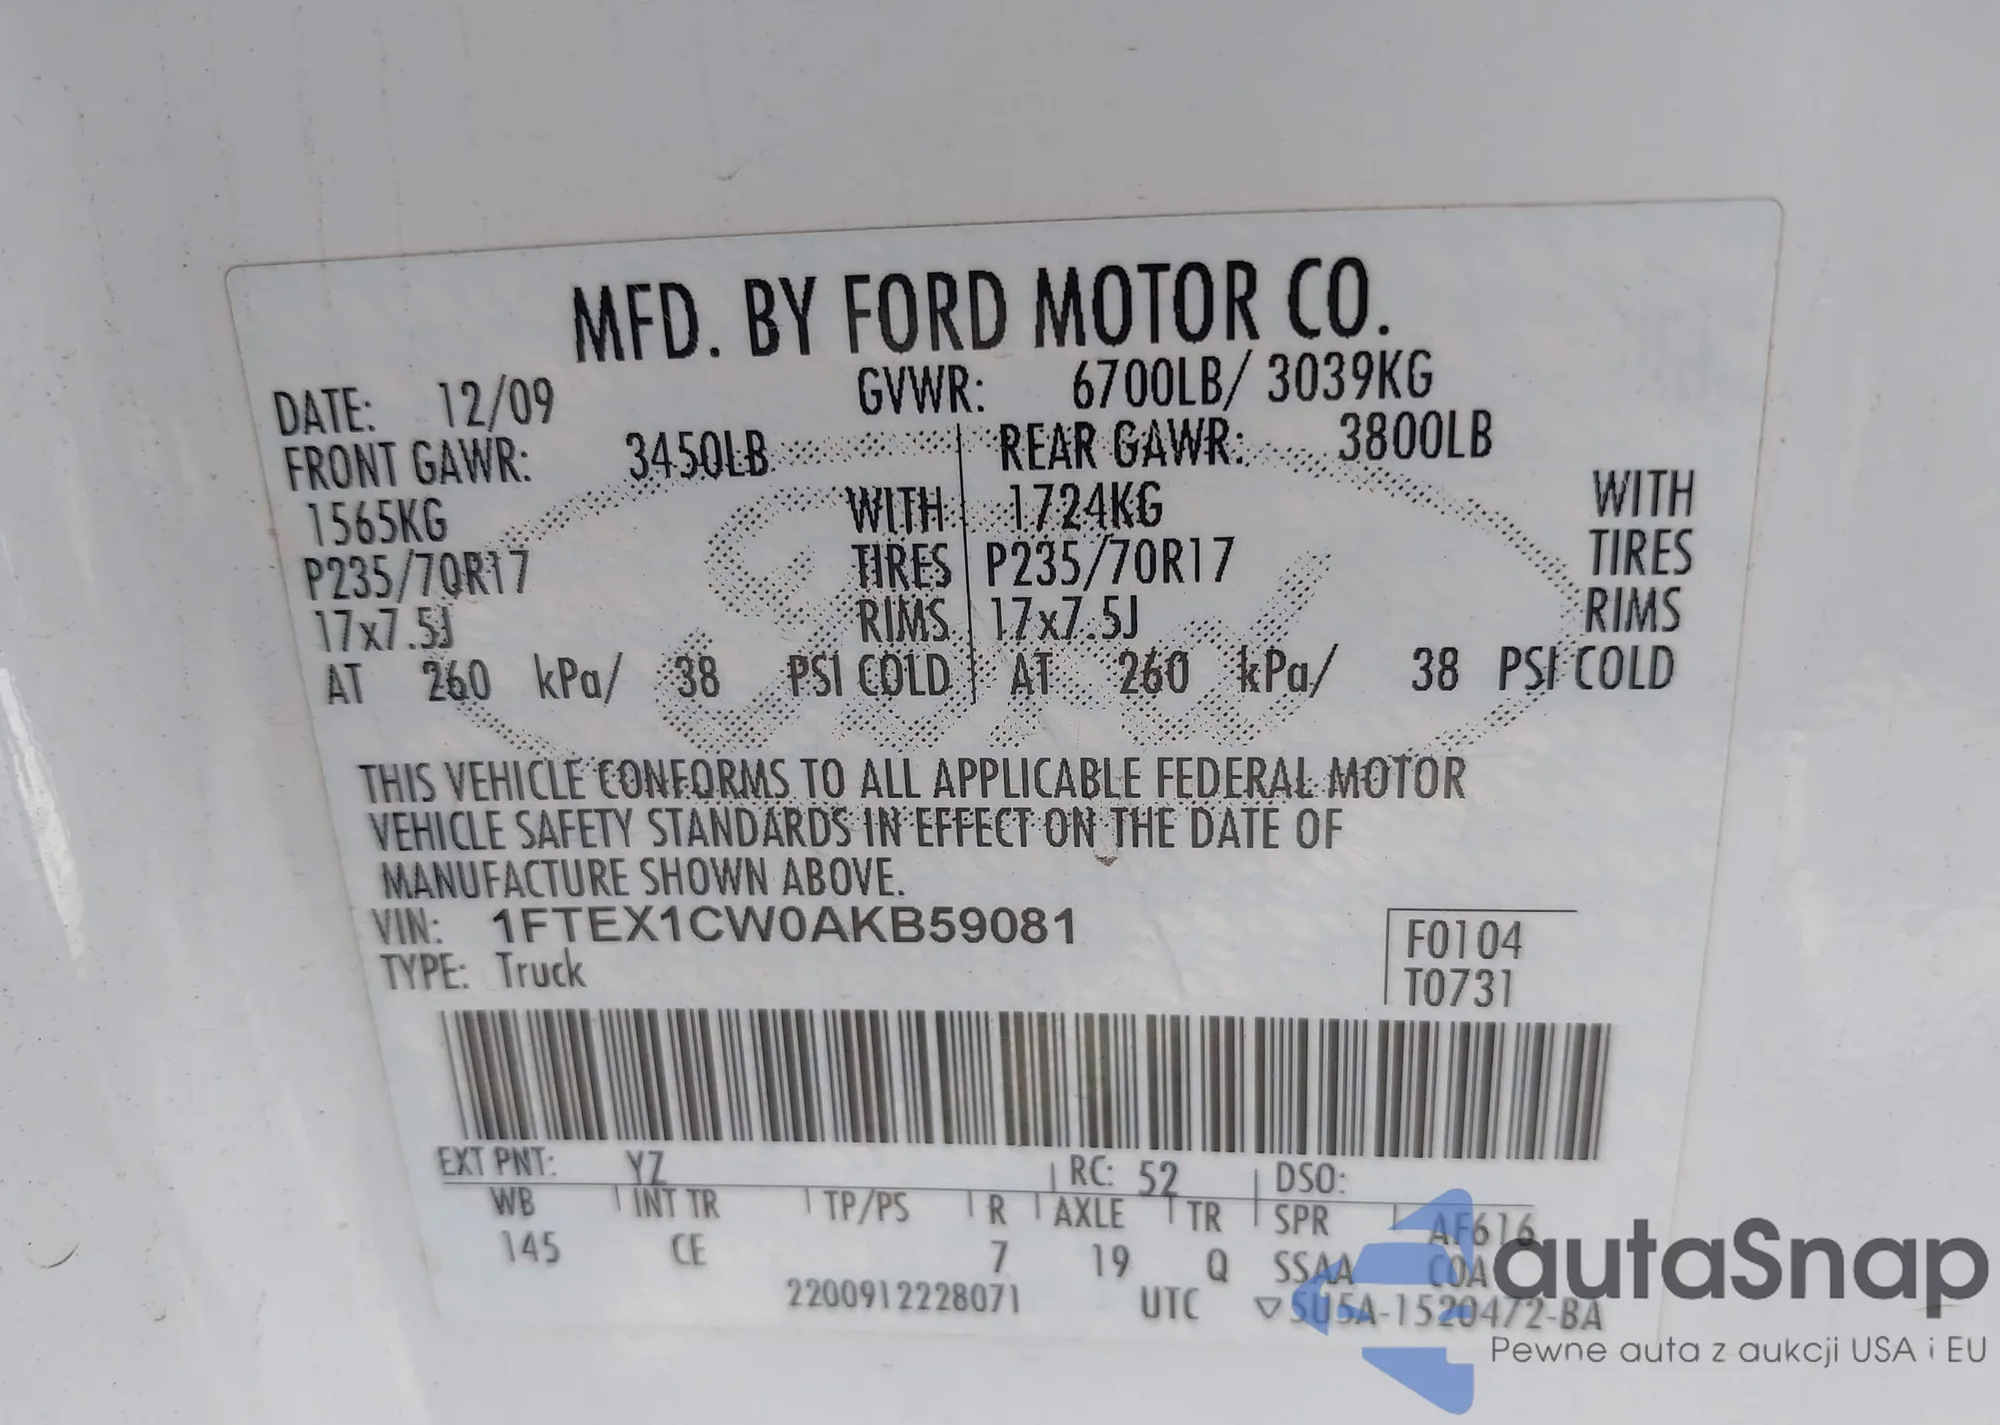 MFD. BY FORD MOTOR CO.
DATE: 12/09 GVWR: 6700LB/ 3039KG
FRONT GAWR: 3450LB REAR GAWR: 3800LB
1565KG WITH 1724KG WITH
P235/70R17 TIRES P235/70R17 TIRES
17x7.5J RIMS 17x7.5J RIMS
AT 260 kPa/ 38 PSI COLD AT 260 kPa/ 38 PSI COLD
THIS VEHICLE CONFORMS TO ALL APPLICABLE FEDERAL MOTOR
VEHICLE SAFETY STANDARDS IN EFFECT ON THE DATE OF
MANUFACTURE SHOWN ABOVE.
VIN: 1FTEX1CW0AKB59081 F0104
TYPE: Truck T0731
EXT PNT: YZ RC: 52 DSO:
WB INT TR TP/PS R AXLE TR SPR AF616
145 CE 7 19 Q SSAA C0A
2200912228071 UTC ▽ SU5A-1520472-BA
autaSnap
Pewne auta z aukcji USA i EU